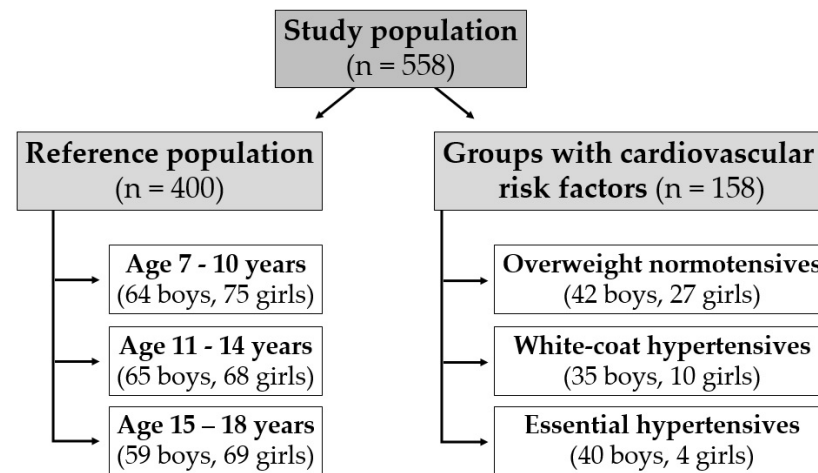 Study population
(n = 558)
Reference population
(n = 400)
Age 7 - 10 years
(64 boys, 75 girls)
Age 11 - 14 years
(65 boys, 68 girls)
Age 15 – 18 years
(59 boys, 69 girls)
Groups with cardiovascular
risk factors (n = 158)
Overweight normotensives
(42 boys, 27 girls)
White-coat hypertensives
(35 boys, 10 girls)
Essential hypertensives
(40 boys, 4 girls)